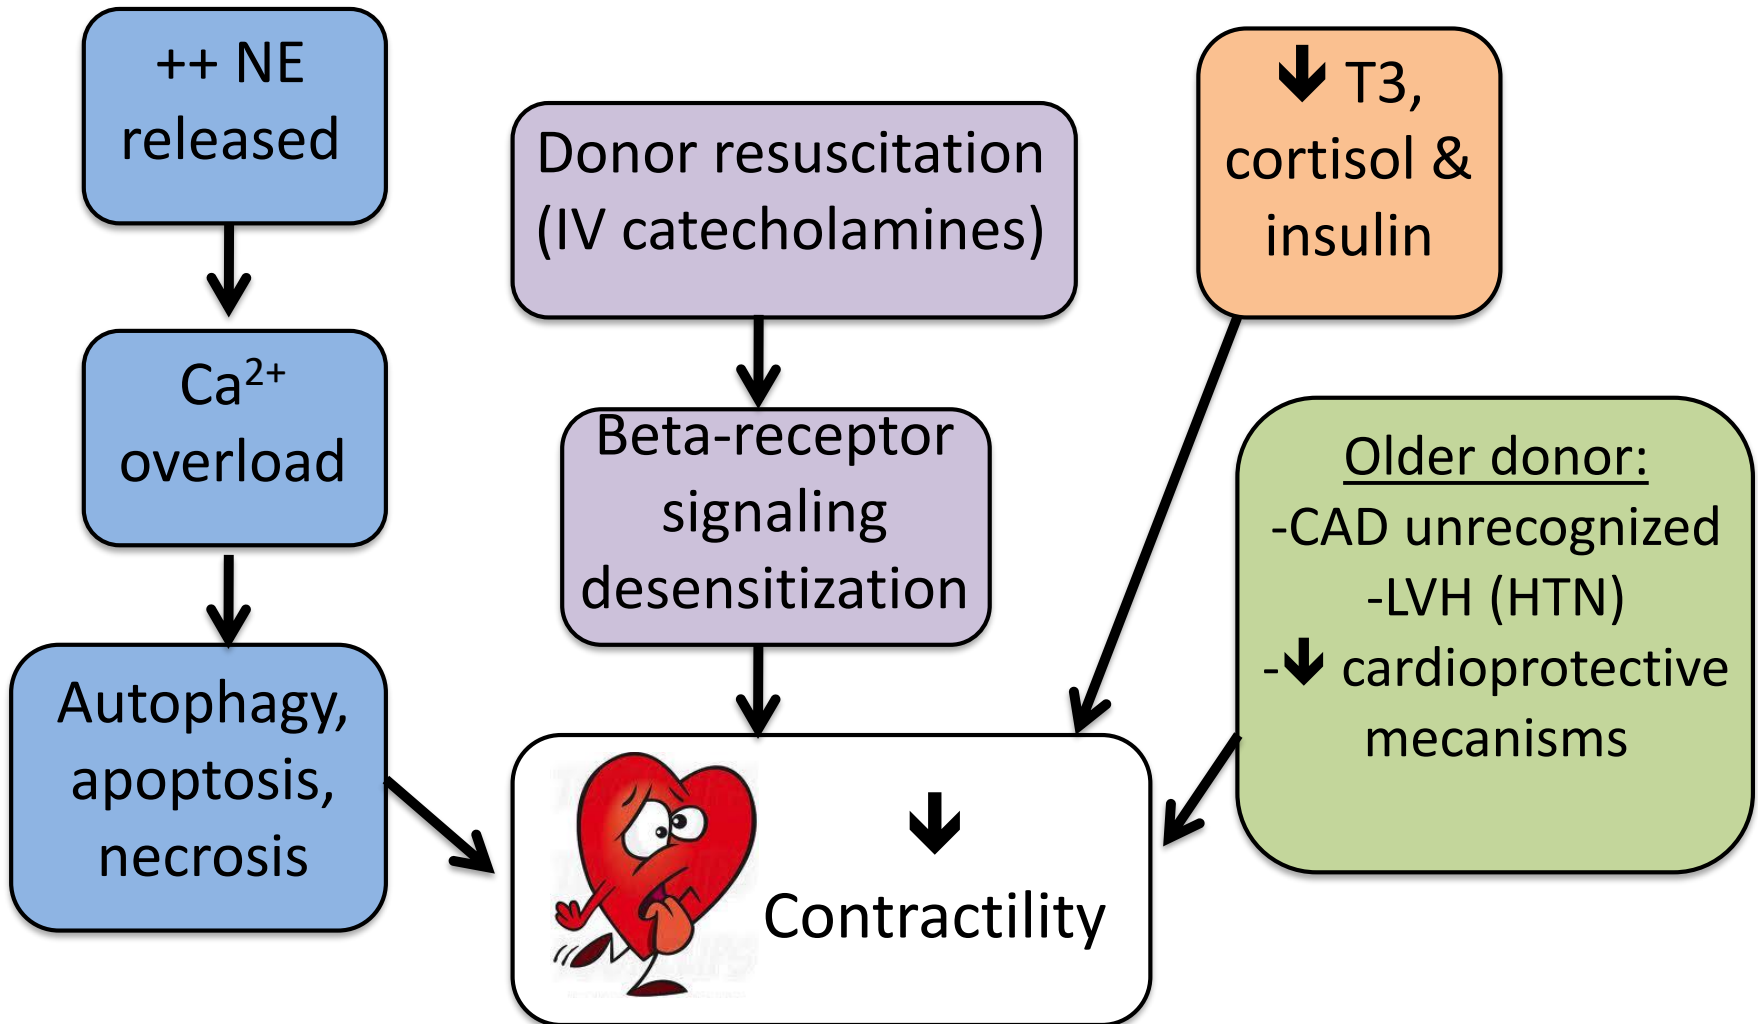 ++ NE
released
Ca²⁺
overload
Autophagy,
apoptosis,
necrosis
Donor resuscitation
(IV catecholamines)
Beta-receptor
signaling
desensitization
🡻 T3,
cortisol &
insulin
Older donor:
-CAD unrecognized
-LVH (HTN)
-🡻 cardioprotective
mecanisms
🡻
Contractility